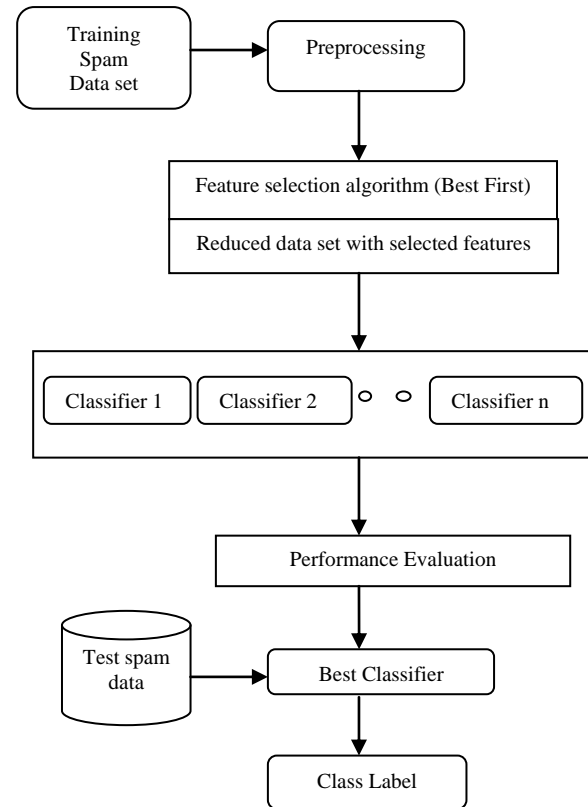 Training
Spam
Data set
Preprocessing
Feature selection algorithm (Best First)
Reduced data set with selected features
Classifier 1
Classifier 2
Classifier n
Performance Evaluation
Test spam
data
Best Classifier
Class Label